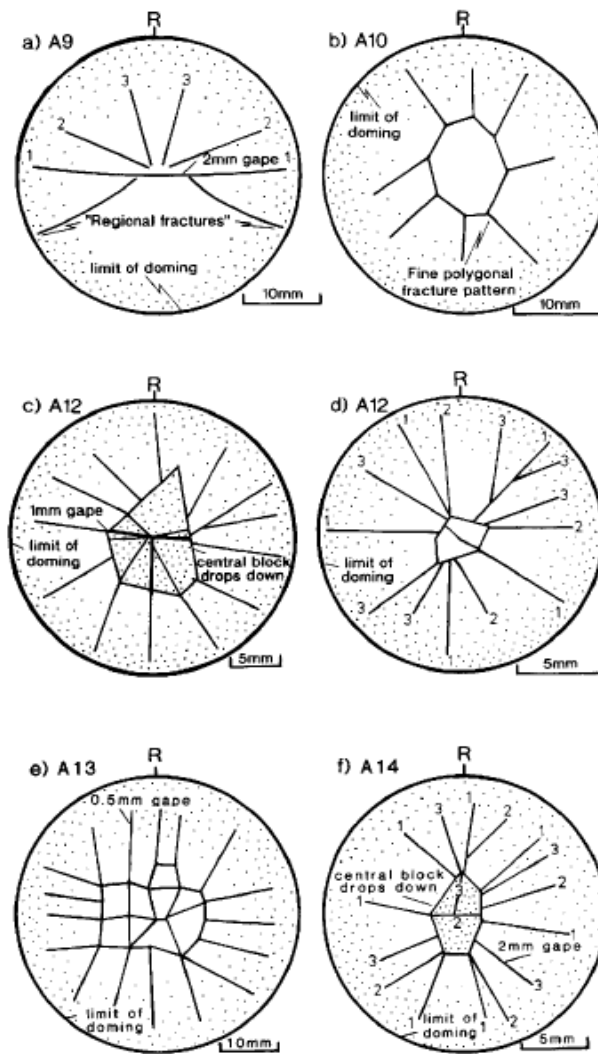 R
a) A9
3 3
2 2
1 2mm gape 1
"Regional fractures"
limit of doming
10mm
R
b) A10
limit of
doming
Fine polygonal
fracture pattern
10mm
R
c) A12
1mm gape
limit of
doming
central block
drops down
5mm
R
d) A12
1 2 3 1
3 3
3
1 2
limit of
doming
3 3 2 1
1
5mm
R
e) A13
0.5mm gape
limit of
doming
10mm
R
f) A14
1 3 1 2 1
3
central block
drops down
3
2
1 2
1
2mm gape
3 3
2 2
limit of
doming
1 1
5mm